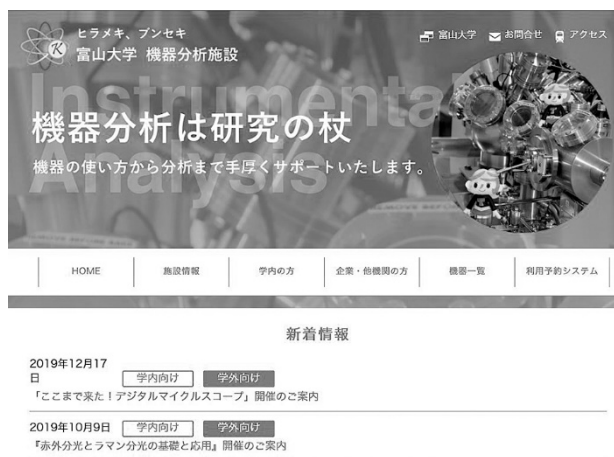 ヒラメキ、ブンセキ
富山大学 機器分析施設
富山大学 お問合せ アクセス
Instrumental
Analysis
機器分析は研究の杖
機器の使い方から分析まで手厚くサポートいたします。
HOME 施設情報 学内の方 企業・他機関の方 機器一覧 利用予約システム
新着情報
2019年12月17
日 学内向け 学外向け
「ここまで来た!デジタルマイクルスコープ」開催のご案内
2019年10月9日 学内向け 学外向け
『赤外分光とラマン分光の基礎と応用』開催のご案内